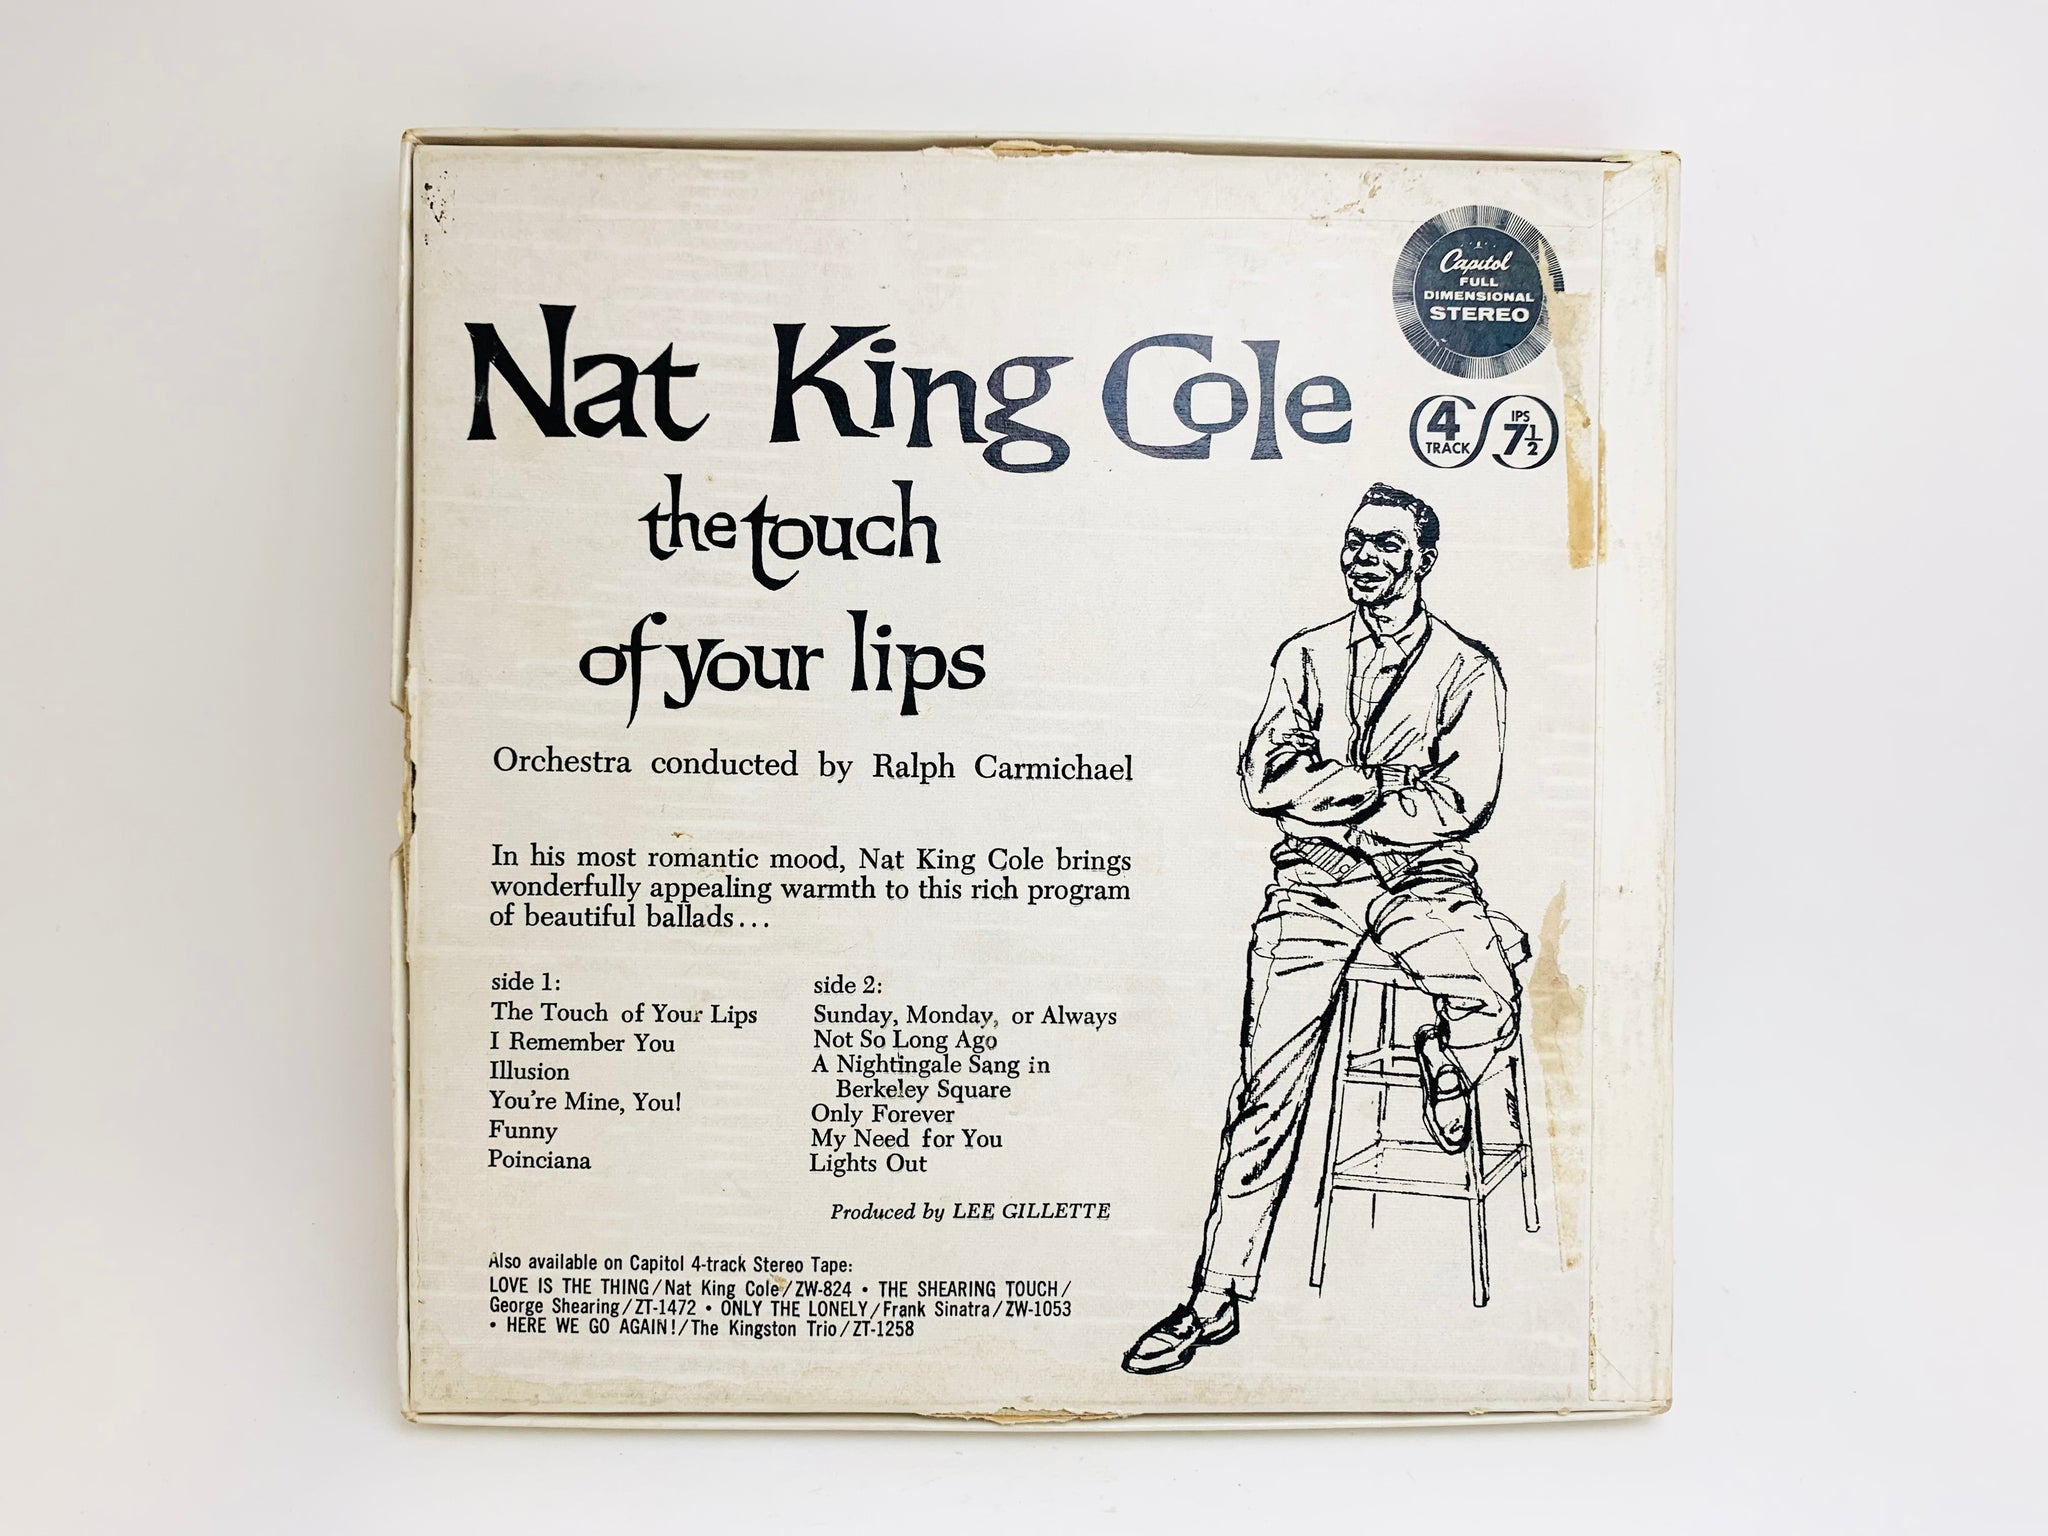 Capitol
FULL
DIMENSIONAL
STEREO
Nat King Cole
4
TRACK
IPS
7½
the touch
of your lips
Orchestra conducted by Ralph Carmichael
In his most romantic mood, Nat King Cole brings
wonderfully appealing warmth to this rich program
of beautiful ballads...
side 1:
The Touch of Your Lips
I Remember You
Illusion
You're Mine, You!
Funny
Poinciana
side 2:
Sunday, Monday, or Always
Not So Long Ago
A Nightingale Sang in
Berkeley Square
Only Forever
My Need for You
Lights Out
Produced by LEE GILLETTE
Also available on Capitol 4-track Stereo Tape:
LOVE IS THE THING/Nat King Cole/ZW-824 • THE SHEARING TOUCH/
George Shearing/ZT-1472 • ONLY THE LONELY/Frank Sinatra/ZW-1053
• HERE WE GO AGAIN!/The Kingston Trio/ZT-1258